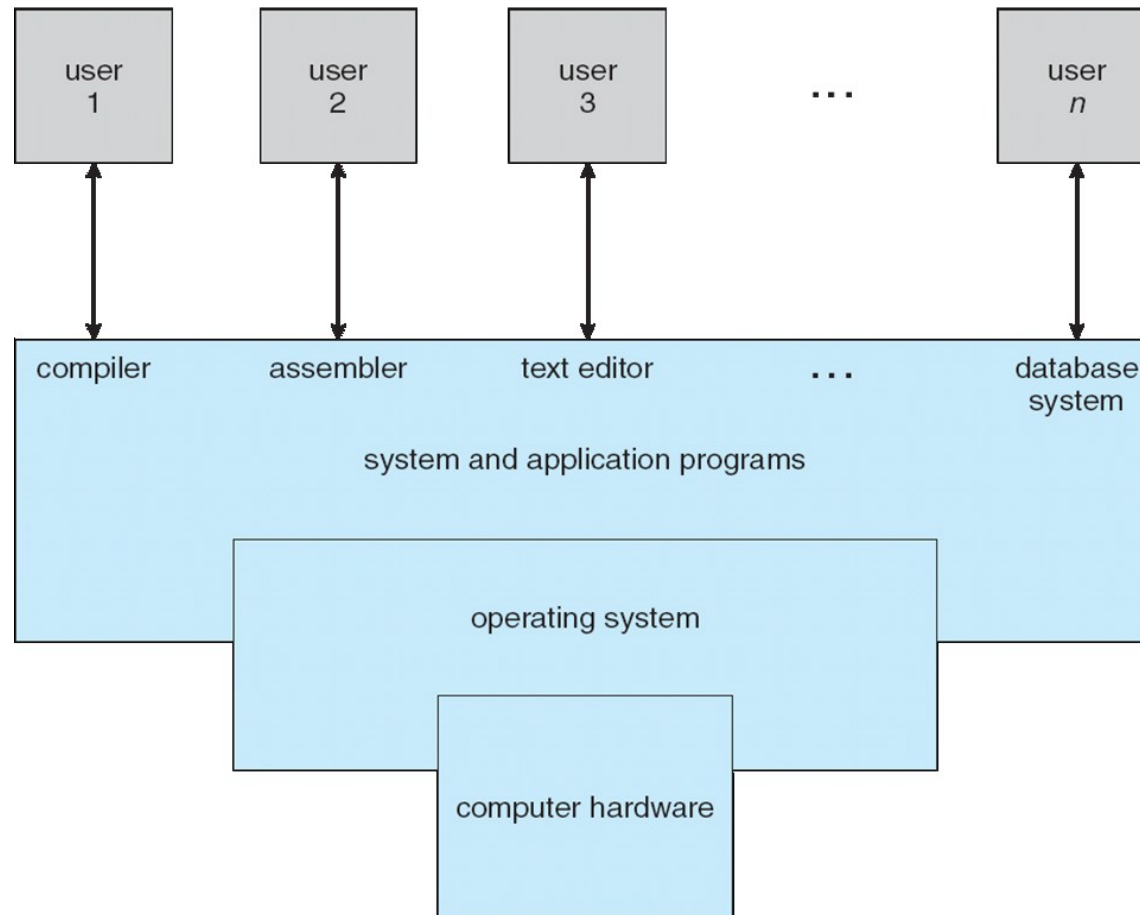 user
1
user
2
user
3
...
user
n
compiler
assembler
text editor
...
database
system
system and application programs
operating system
computer hardware